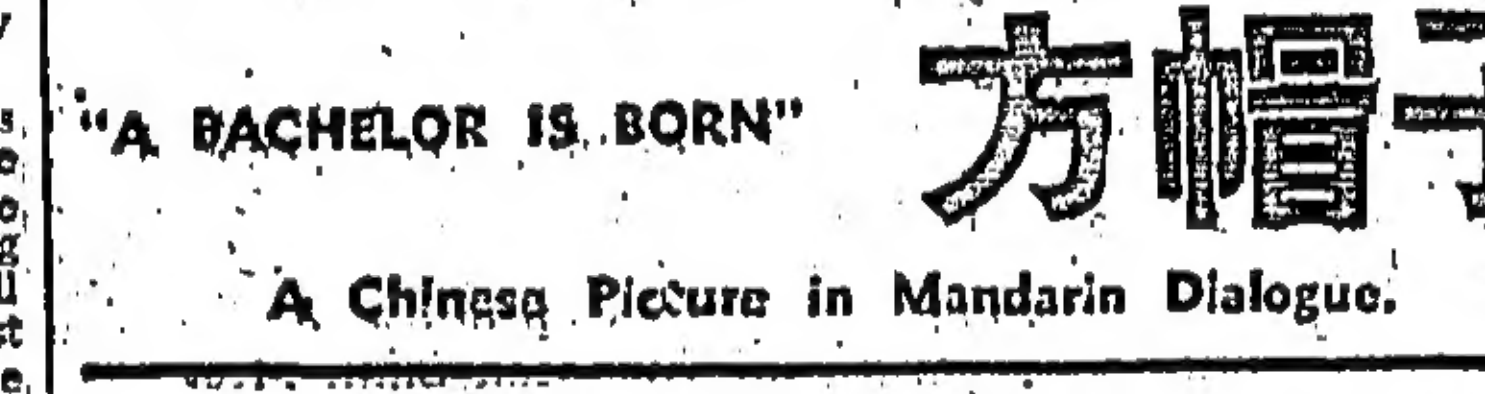 "A BACHELOR IS BORN" 方帽
A Chinese Picture in Mandarin Dialogue.